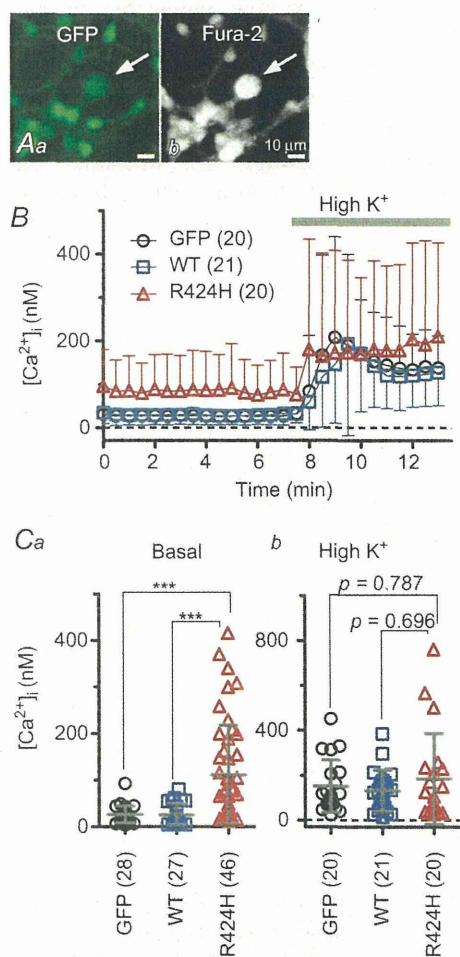 GFP
Fura-2
Aa
b
10 μm
B
High K⁺
GFP (20)
WT (21)
R424H (20)
[Ca²⁺]ᵢ (nM)
400
200
0
0 2 4 6 8 10 12
Time (min)
Ca
Basal
b
High K⁺
***
***
p = 0.787
p = 0.696
[Ca²⁺]ᵢ (nM)
400
200
0
800
400
0
GFP (28)
WT (27)
R424H (46)
GFP (20)
WT (21)
R424H (20)